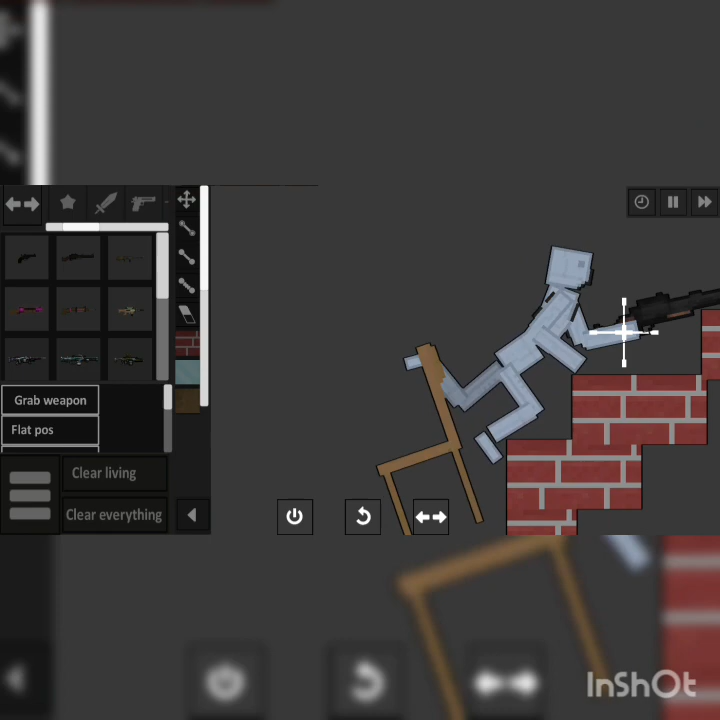 Grab weapon
Flat pos
Clear living
Clear everything
InShOt